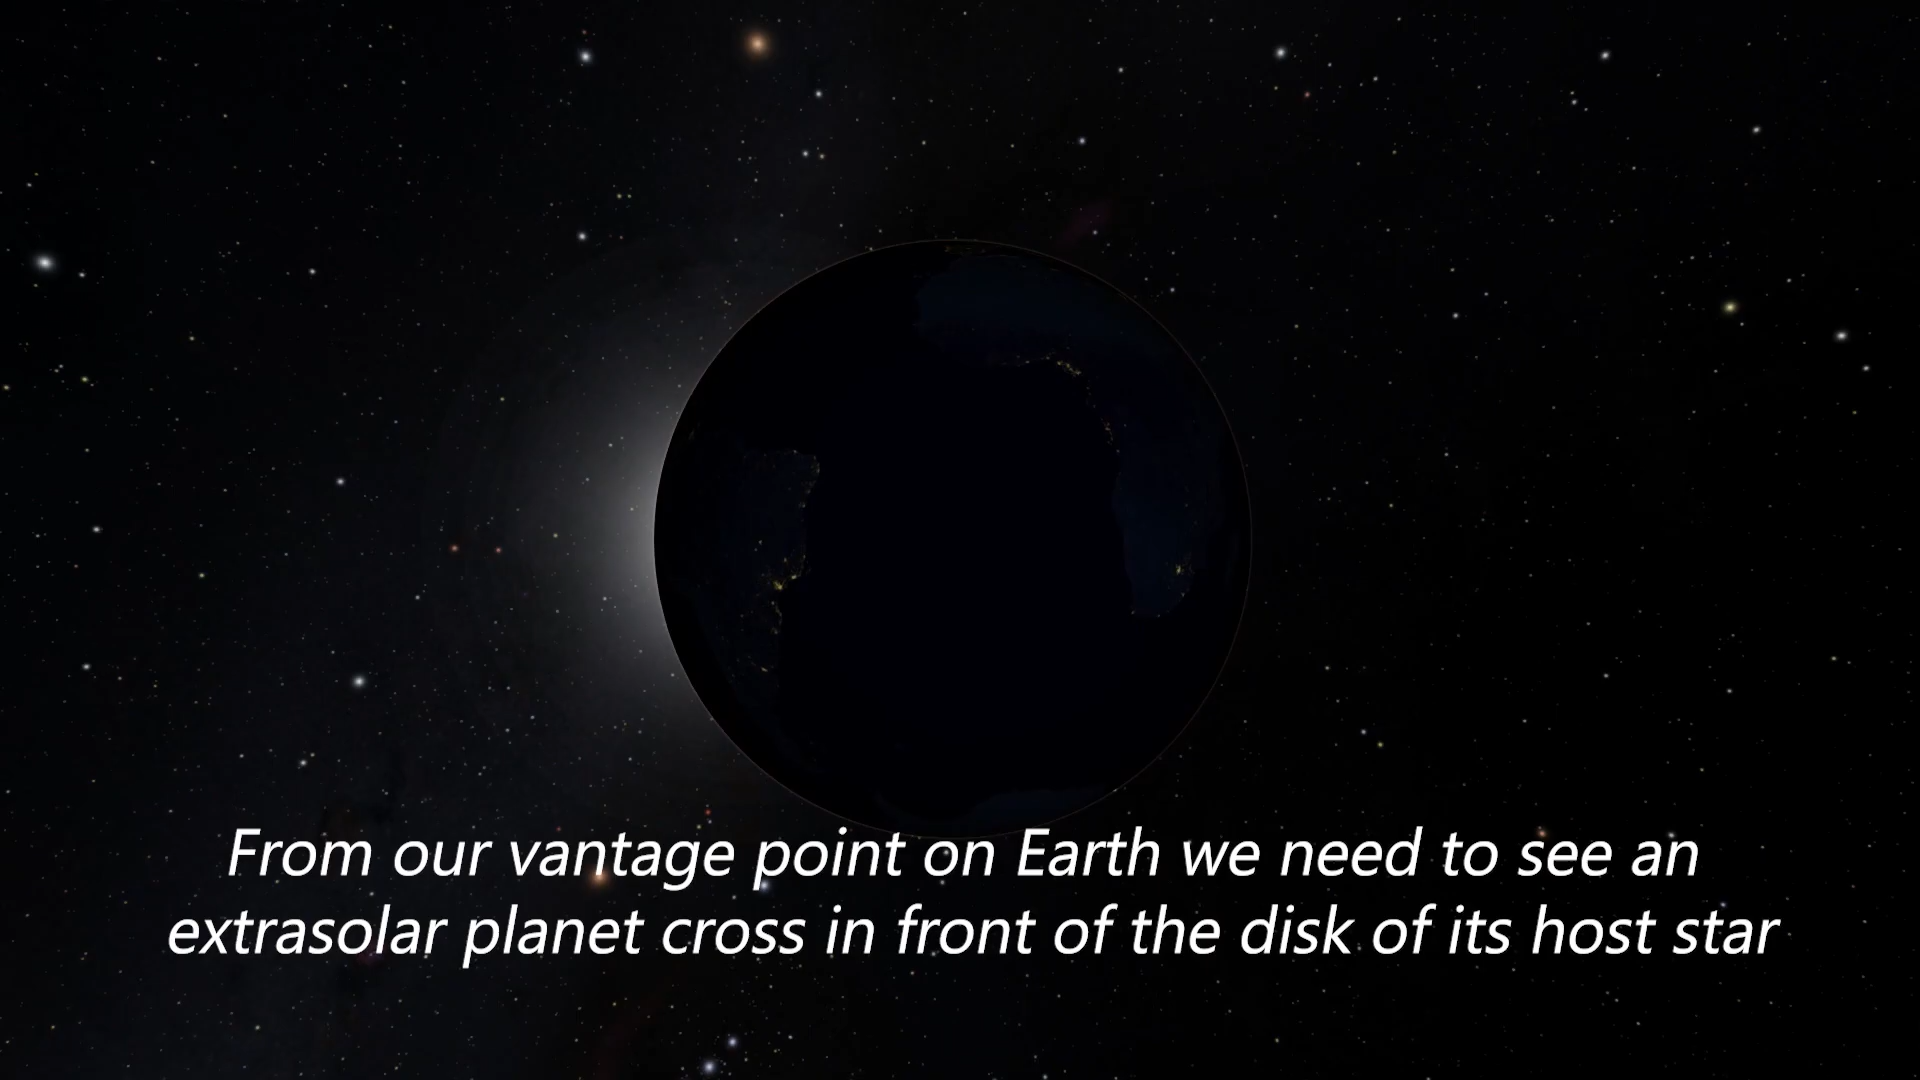 From our vantage point on Earth we need to see an
extrasolar planet cross in front of the disk of its host star